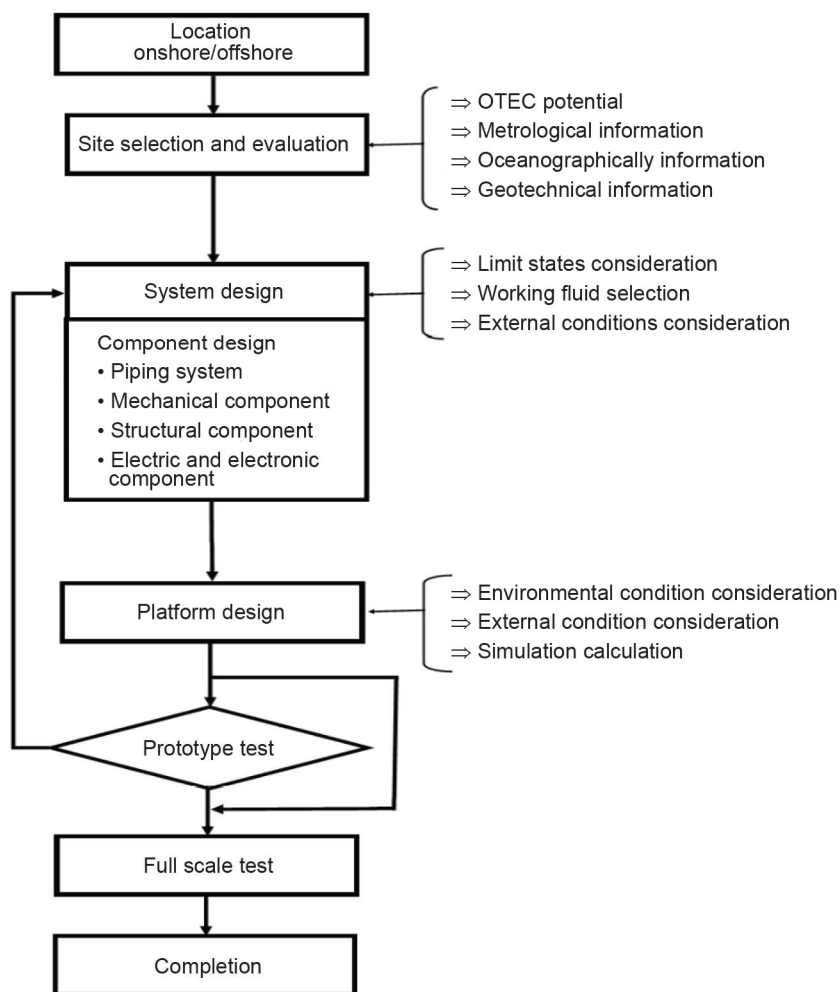 Location
onshore/offshore
Site selection and evaluation
⇒ OTEC potential
⇒ Metrological information
⇒ Oceanographically information
⇒ Geotechnical information
System design
⇒ Limit states consideration
⇒ Working fluid selection
⇒ External conditions consideration
Component design
• Piping system
• Mechanical component
• Structural component
• Electric and electronic
component
Platform design
⇒ Environmental condition consideration
⇒ External condition consideration
⇒ Simulation calculation
Prototype test
Full scale test
Completion